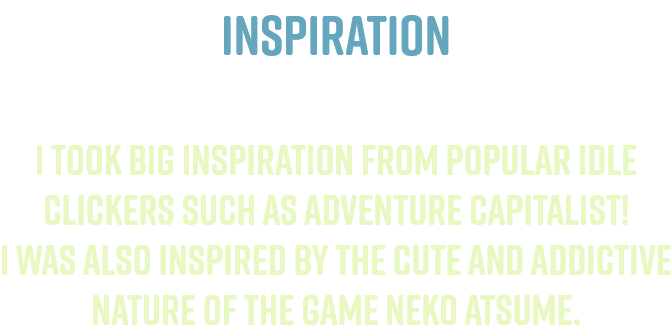 INSPIRATION
I TOOK BIG INSPIRATION FROM POPULAR IDLE
CLICKERS SUCH AS ADVENTURE CAPITALIST!
I WAS ALSO INSPIRED BY THE CUTE AND ADDICTIVE
NATURE OF THE GAME NEKO ATSUME.